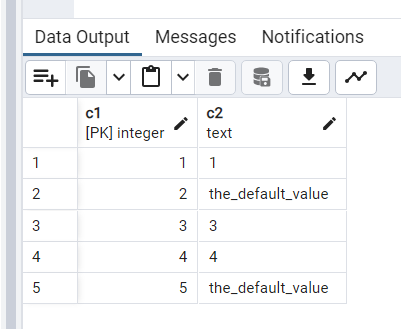 Data Output Messages Notifications
c1 c2
[PK] integer text
1 1 1
2 2 the_default_value
3 3 3
4 4 4
5 5 the_default_value